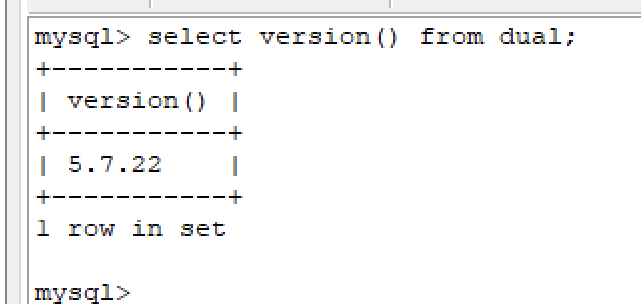 mysql> select version() from dual;
+-----------+
| version() |
+-----------+
| 5.7.22    |
+-----------+
1 row in set
mysql>